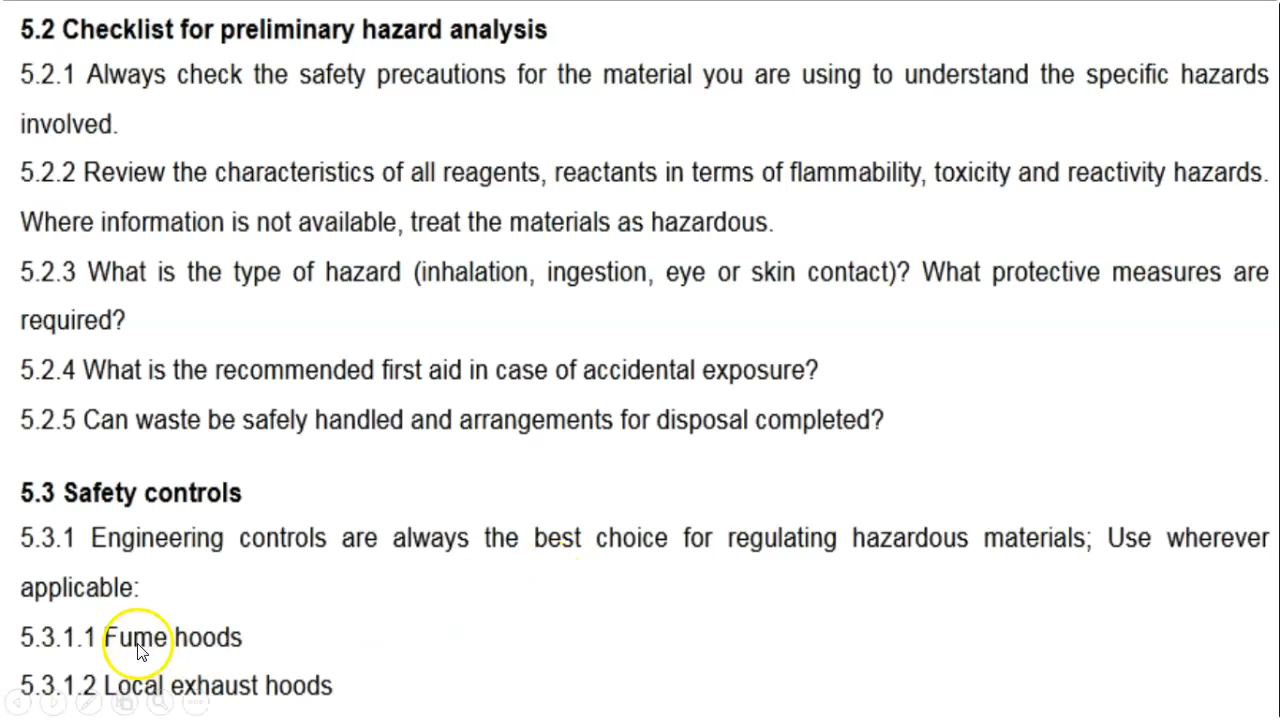 5.2 Checklist for preliminary hazard analysis
5.2.1 Always check the safety precautions for the material you are using to understand the specific hazards
involved.
5.2.2 Review the characteristics of all reagents, reactants in terms of flammability, toxicity and reactivity hazards.
Where information is not available, treat the materials as hazardous.
5.2.3 What is the type of hazard (inhalation, ingestion, eye or skin contact)? What protective measures are
required?
5.2.4 What is the recommended first aid in case of accidental exposure?
5.2.5 Can waste be safely handled and arrangements for disposal completed?
5.3 Safety controls
5.3.1 Engineering controls are always the best choice for regulating hazardous materials; Use wherever
applicable:
5.3.1.1 Fume hoods
5.3.1.2 Local exhaust hoods